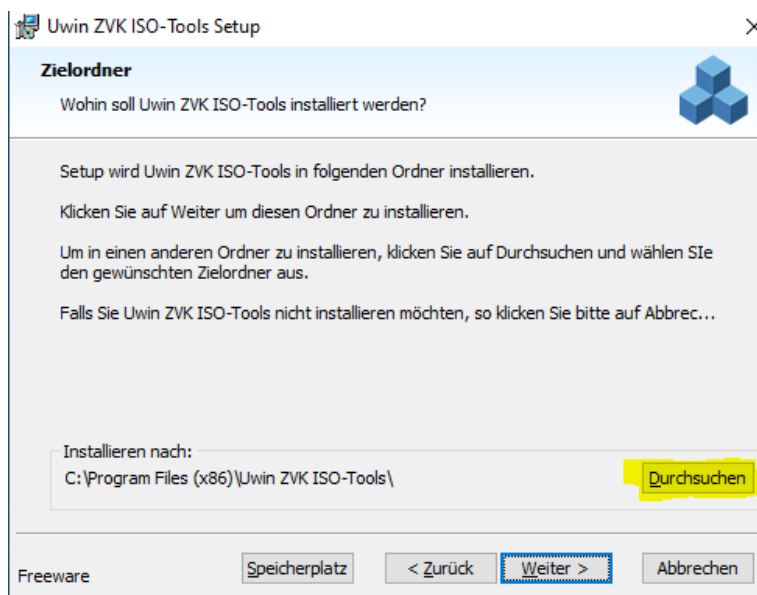 Uwin ZVK ISO-Tools Setup
Zielordner
Wohin soll Uwin ZVK ISO-Tools installiert werden?
Setup wird Uwin ZVK ISO-Tools in folgenden Ordner installieren.
Klicken Sie auf Weiter um diesen Ordner zu installieren.
Um in einen anderen Ordner zu installieren, klicken Sie auf Durchsuchen und wählen SIe
den gewünschten Zielordner aus.
Falls Sie Uwin ZVK ISO-Tools nicht installieren möchten, so klicken Sie bitte auf Abbrec...
Installieren nach:
C:\Program Files (x86)\Uwin ZVK ISO-Tools\
Durchsuchen
Freeware
Speicherplatz
< Zurück
Weiter >
Abbrechen